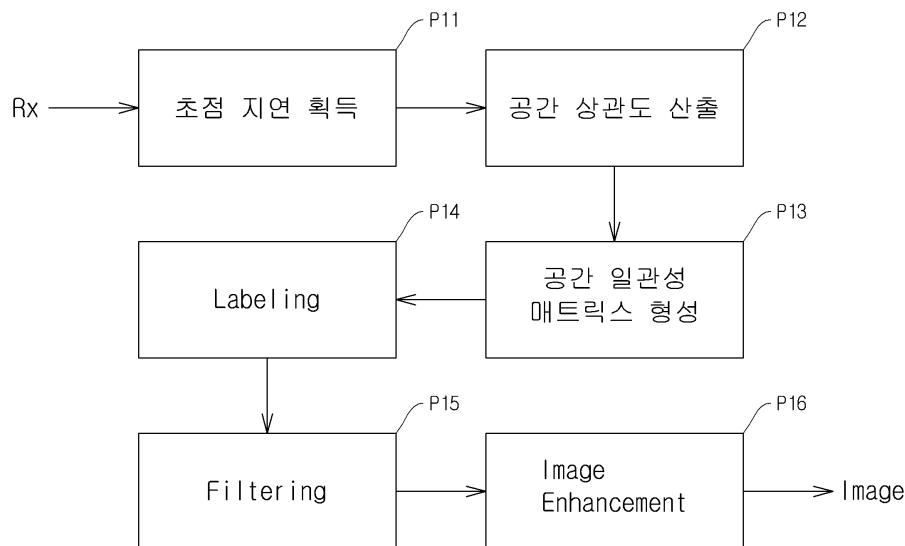 P11
P12
Rx
초점 지연 획득
공간 상관도 산출
P14
P13
Labeling
공간 일관성
매트릭스 형성
P15
P16
Filtering
Image
Enhancement
Image